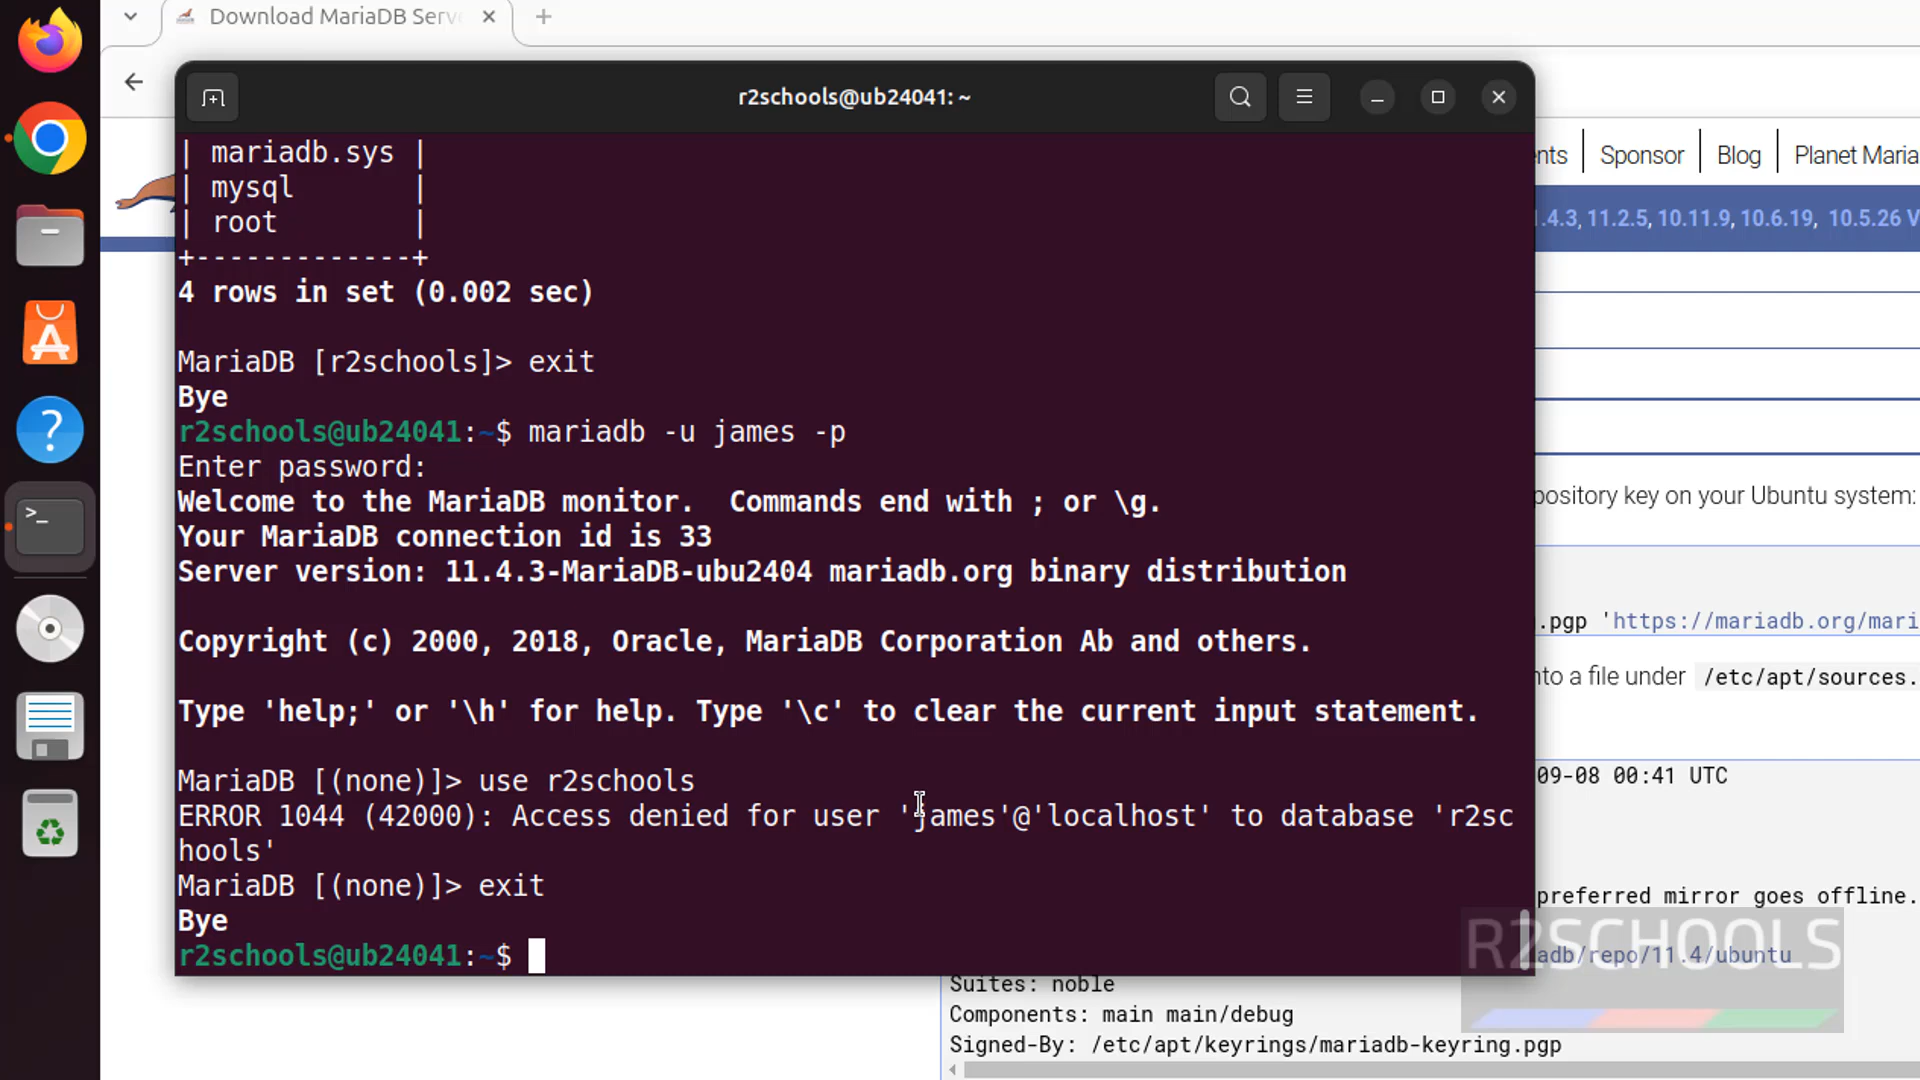 Download MariaDB Serv
r2schools@ub24041: ~
| mariadb.sys |
| mysql |
| root |
+-------------+
4 rows in set (0.002 sec)
MariaDB [r2schools]> exit
Bye
r2schools@ub24041:~$ mariadb -u james -p
Enter password:
Welcome to the MariaDB monitor.  Commands end with ; or \g.
Your MariaDB connection id is 33
Server version: 11.4.3-MariaDB-ubu2404 mariadb.org binary distribution
Copyright (c) 2000, 2018, Oracle, MariaDB Corporation Ab and others.
Type 'help;' or '\h' for help. Type '\c' to clear the current input statement.
MariaDB [(none)]> use r2schools
ERROR 1044 (42000): Access denied for user 'james'@'localhost' to database 'r2sc
hools'
MariaDB [(none)]> exit
Bye
r2schools@ub24041:~$
nts Sponsor Blog Planet Maria
.4.3, 11.2.5, 10.11.9, 10.6.19, 10.5.26 V
pository key on your Ubuntu system:
.pgp 'https://mariadb.org/mari
nto a file under /etc/apt/sources.
09-08 00:41 UTC
preferred mirror goes offline.
adb/repo/11.4/ubuntu
Suites: noble
Components: main main/debug
Signed-By: /etc/apt/keyrings/mariadb-keyring.pgp
R2SCHOOLS